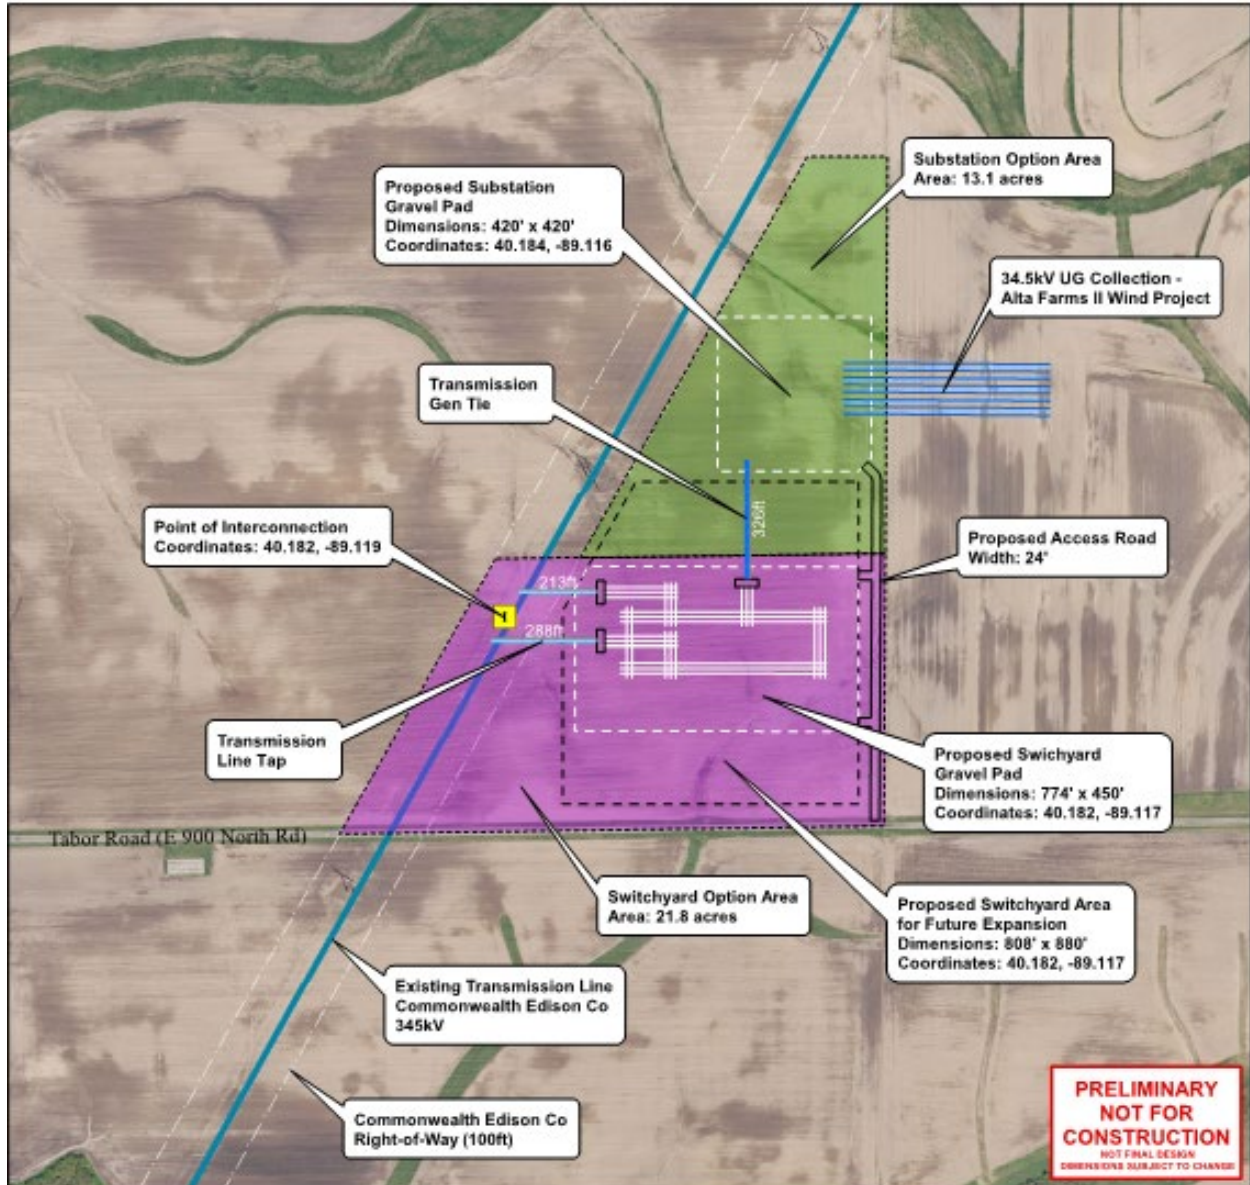 Substation Option Area
Area: 13.1 acres
Proposed Substation
Gravel Pad
Dimensions: 420' x 420'
Coordinates: 40.184, -89.116
34.5kV UG Collection -
Alta Farms II Wind Project
Transmission
Gen Tie
326ft
Point of Interconnection
Coordinates: 40.182, -89.119
Proposed Access Road
Width: 24'
213ft
288ft
Transmission
Line Tap
Proposed Swichyard
Gravel Pad
Dimensions: 774' x 450'
Coordinates: 40.182, -89.117
Tabor Road (E 900 North Rd)
Switchyard Option Area
Area: 21.8 acres
Proposed Switchyard Area
for Future Expansion
Dimensions: 808' x 880'
Coordinates: 40.182, -89.117
Existing Transmission Line
Commonwealth Edison Co
345kV
Commonwealth Edison Co
Right-of-Way (100ft)
PRELIMINARY
NOT FOR
CONSTRUCTION
NOT FINAL DESIGN
DIMENSIONS SUBJECT TO CHANGE